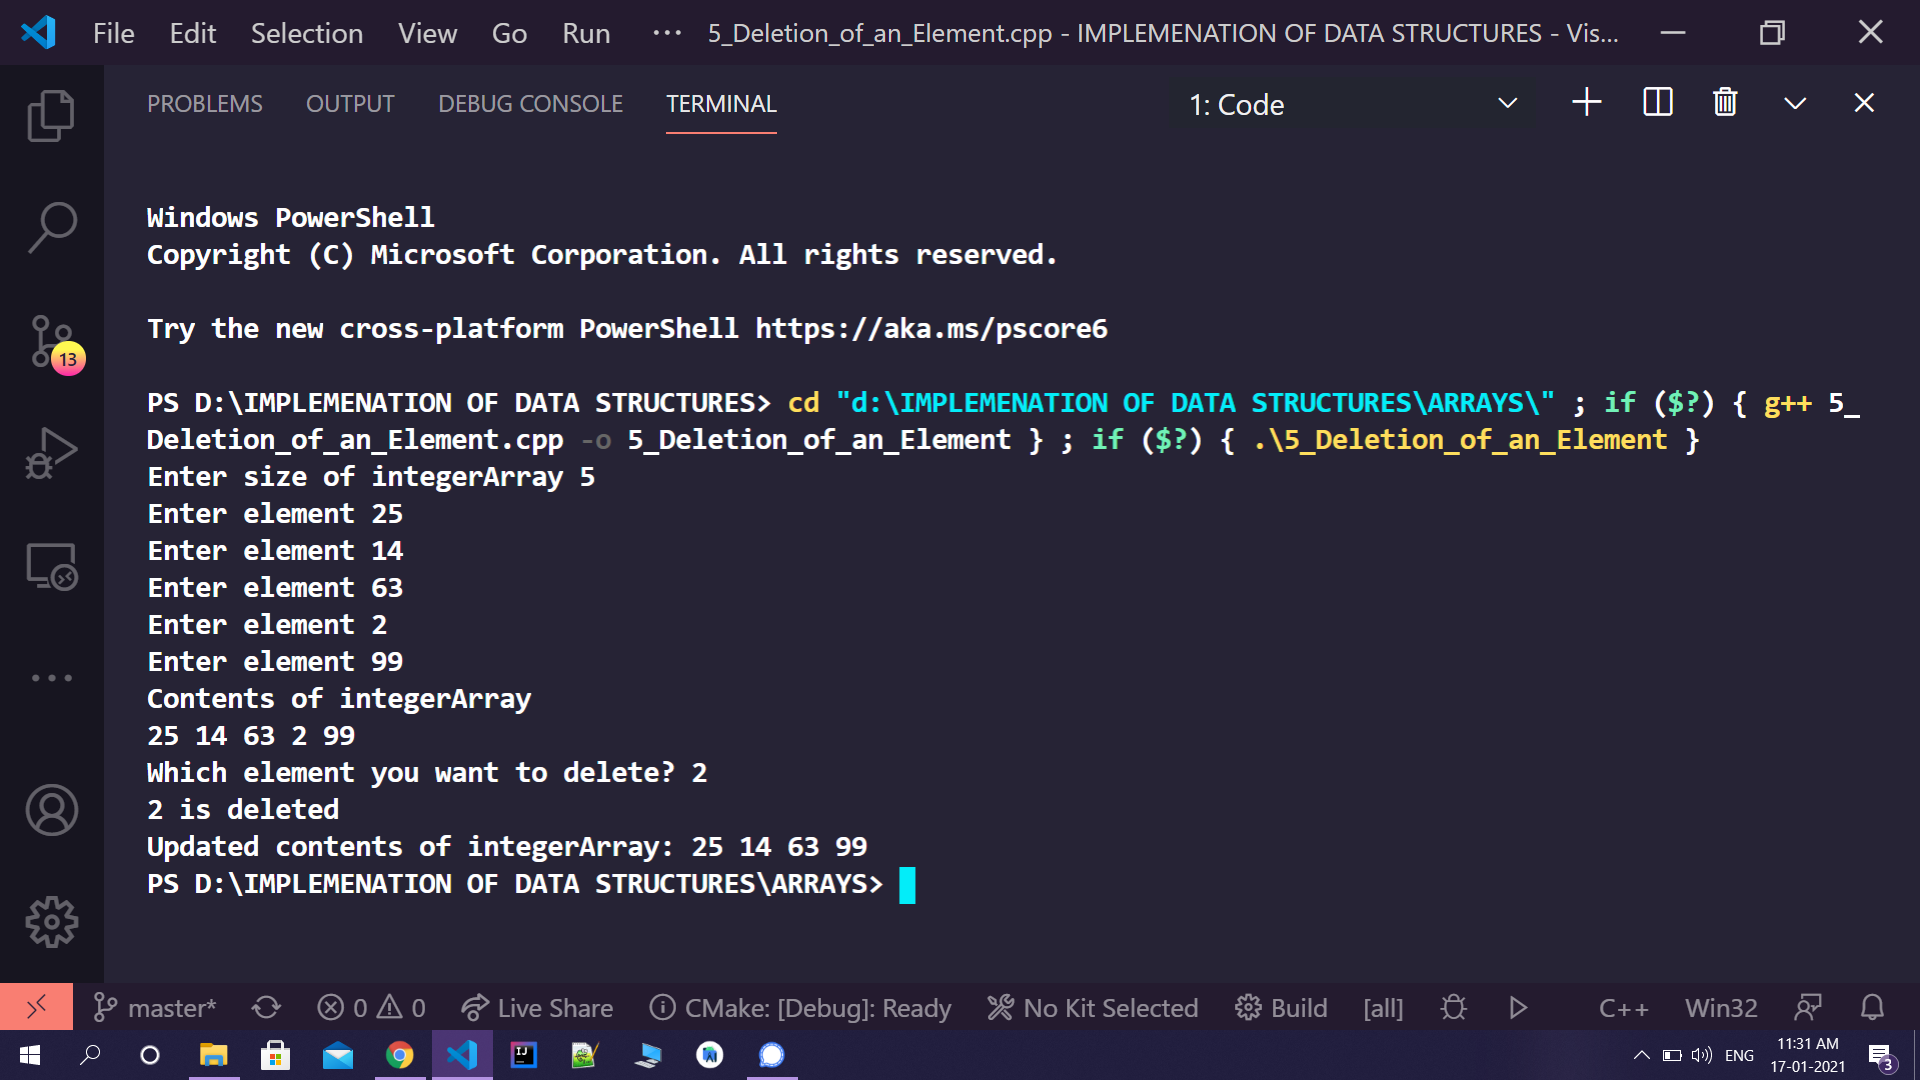 File Edit Selection View Go Run ··· 5_Deletion_of_an_Element.cpp - IMPLEMENATION OF DATA STRUCTURES - Vis...
PROBLEMS OUTPUT DEBUG CONSOLE TERMINAL 1: Code
Windows PowerShell
Copyright (C) Microsoft Corporation. All rights reserved.
Try the new cross-platform PowerShell https://aka.ms/pscore6
PS D:\IMPLEMENATION OF DATA STRUCTURES> cd "d:\IMPLEMENATION OF DATA STRUCTURES\ARRAYS\" ; if ($?) { g++ 5_
Deletion_of_an_Element.cpp -o 5_Deletion_of_an_Element } ; if ($?) { .\5_Deletion_of_an_Element }
Enter size of integerArray 5
Enter element 25
Enter element 14
Enter element 63
Enter element 2
Enter element 99
Contents of integerArray
25 14 63 2 99
Which element you want to delete? 2
2 is deleted
Updated contents of integerArray: 25 14 63 99
PS D:\IMPLEMENATION OF DATA STRUCTURES\ARRAYS>
13
master* 0 0 Live Share CMake: [Debug]: Ready No Kit Selected Build [all] C++ Win32
IJ ENG 11:31 AM
17-01-2021 3